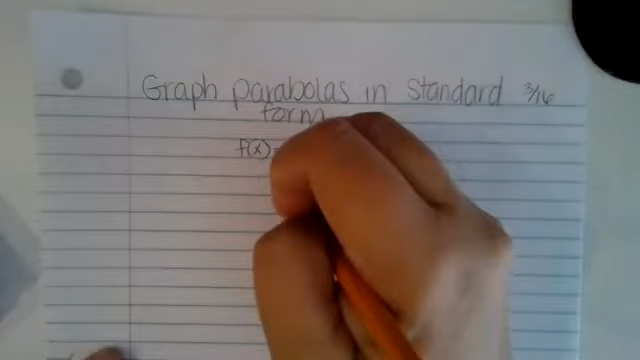 Graph parabolas in standard 3/16
form
f(x)=